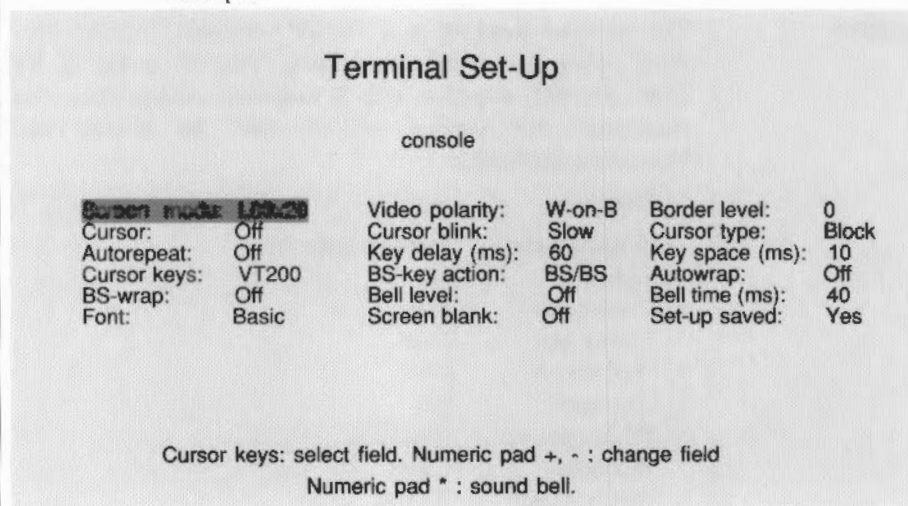 Terminal Set-Up
console
Screen mode: Video polarity: W-on-B Border level: 0
Cursor: Off Cursor blink: Slow Cursor type: Block
Autorepeat: Off Key delay (ms): 60 Key space (ms): 10
Cursor keys: VT200 BS-key action: BS/BS Autowrap: Off
BS-wrap: Off Bell level: Off Bell time (ms): 40
Font: Basic Screen blank: Off Set-up saved: Yes
Cursor keys: select field. Numeric pad +, - : change field
Numeric pad * : sound bell.